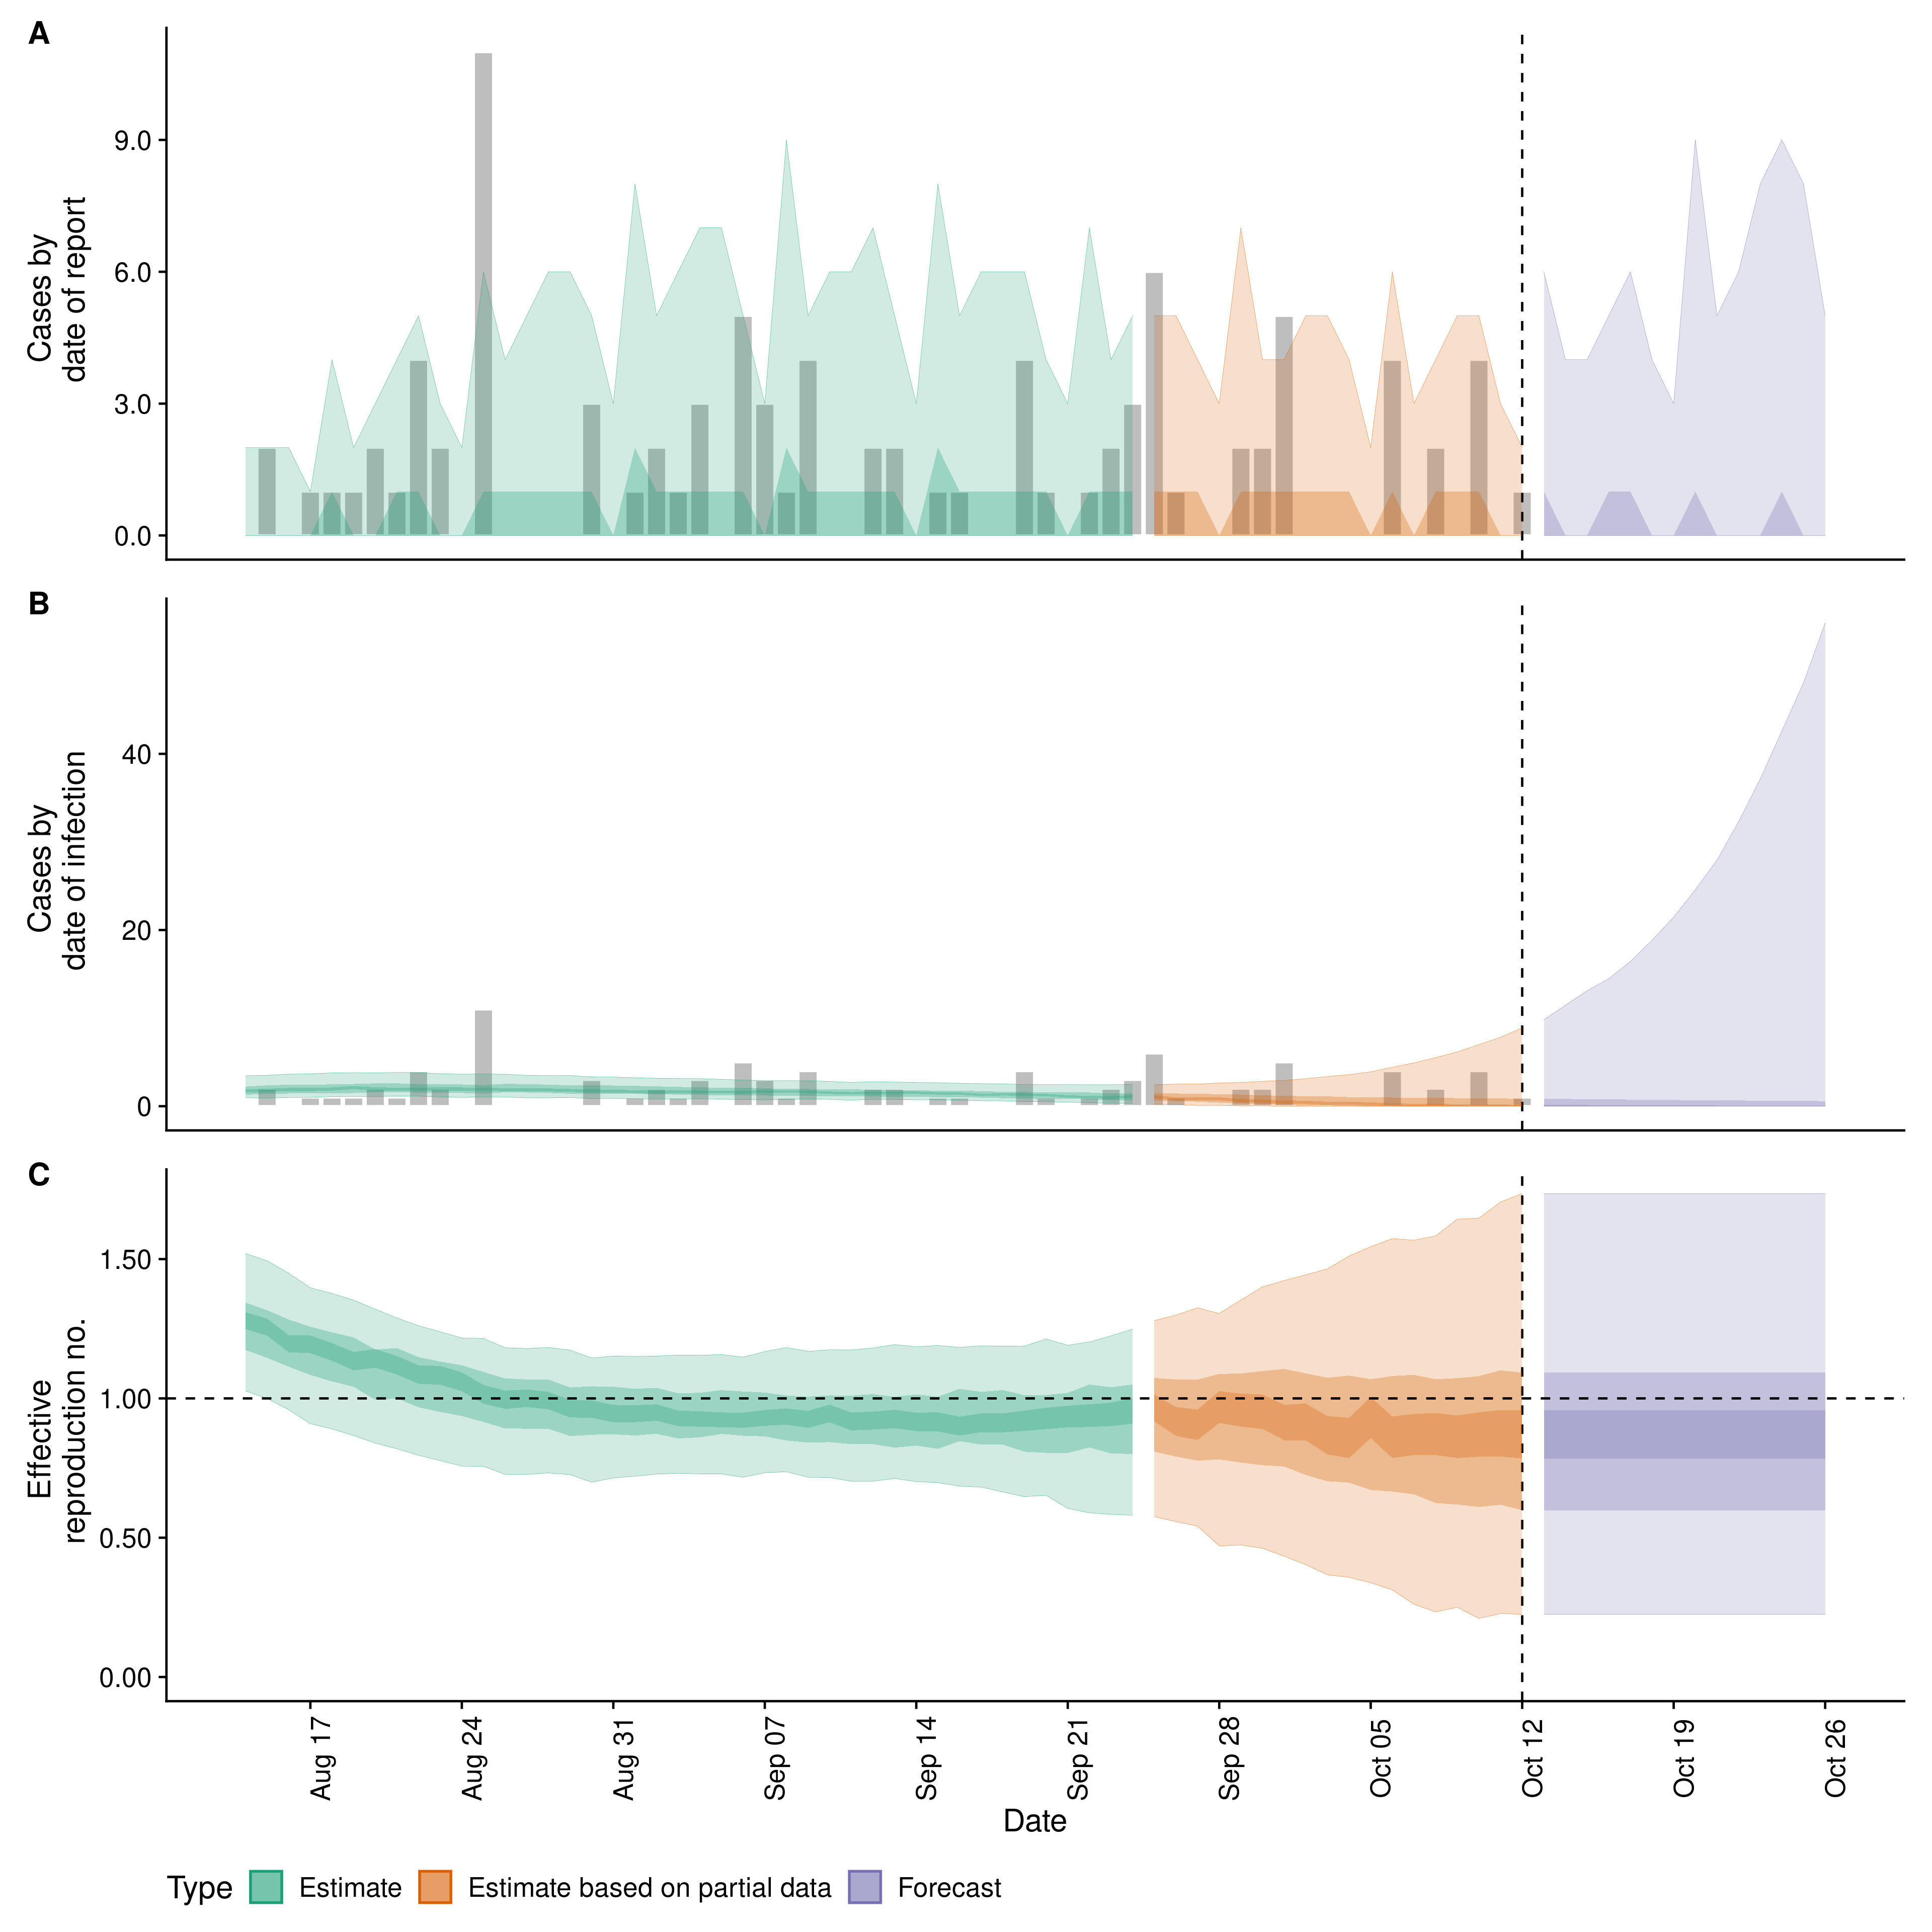 A
Cases by
date of report
9.0
6.0
3.0
0.0
B
Cases by
date of infection
40
20
0
C
Effective
reproduction no.
1.50
1.00
0.50
0.00
Aug 17
Aug 24
Aug 31
Sep 07
Sep 14
Sep 21
Sep 28
Oct 05
Oct 12
Oct 19
Oct 26
Date
Type Estimate Estimate based on partial data Forecast